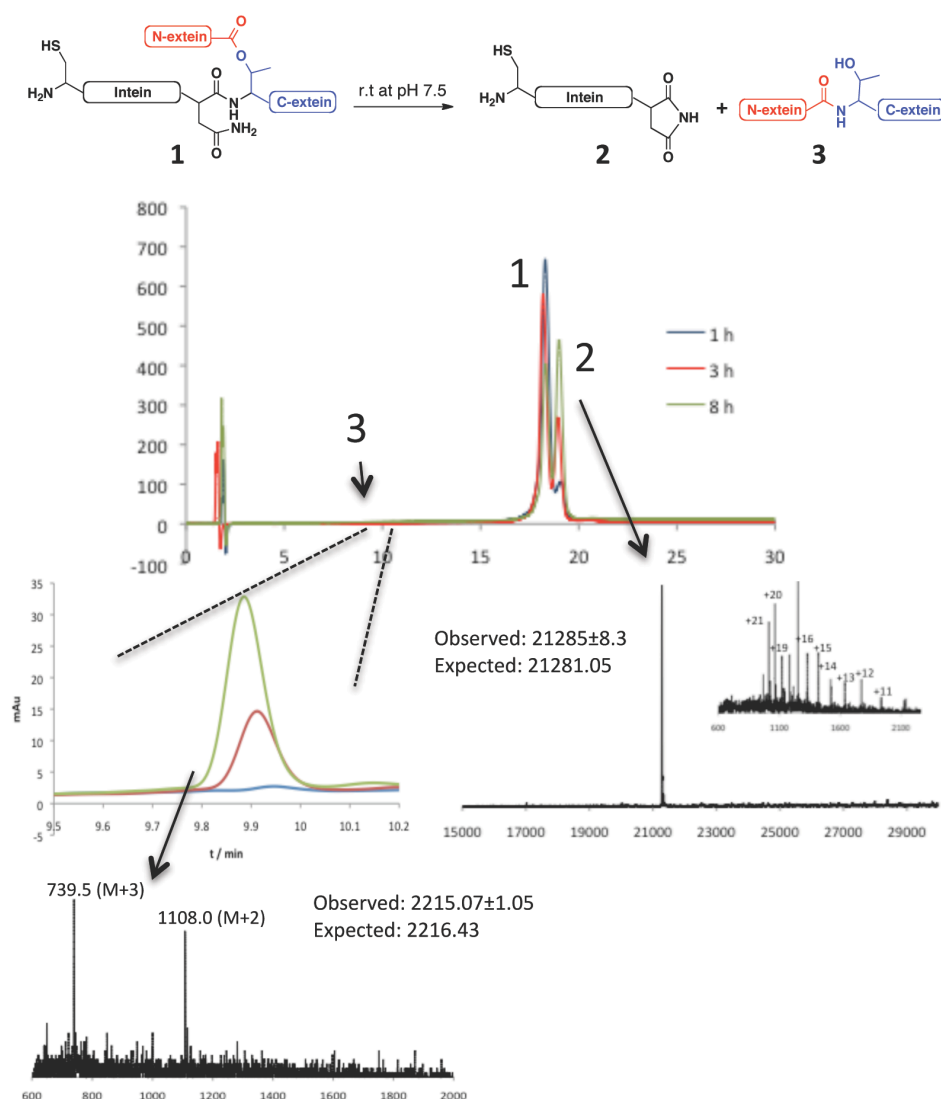 O
N-extein
HS
O
O
H₂N
Intein
N
H
C-extein
NH₂
O
1
r.t at pH 7.5
HS
O
H₂N
Intein
NH
O
2
+
HO
O
N-extein
N
H
C-extein
3
800
700
600
500
400
300
200
100
0
-100
0
5
10
15
20
25
30
1
2
3
1 h
3 h
8 h
35
30
25
20
15
10
5
0
-5
mAu
9.5
9.6
9.7
9.8
9.9
10
10.1
10.2
t / min
Observed: 21285±8.3
Expected: 21281.05
+21
+20
+19
+16
+15
+14
+13
+12
+11
600
1100
1600
2100
15000
17000
19000
21000
23000
25000
27000
29000
739.5 (M+3)
1108.0 (M+2)
Observed: 2215.07±1.05
Expected: 2216.43
600
800
1000
1200
1400
1600
1800
2000